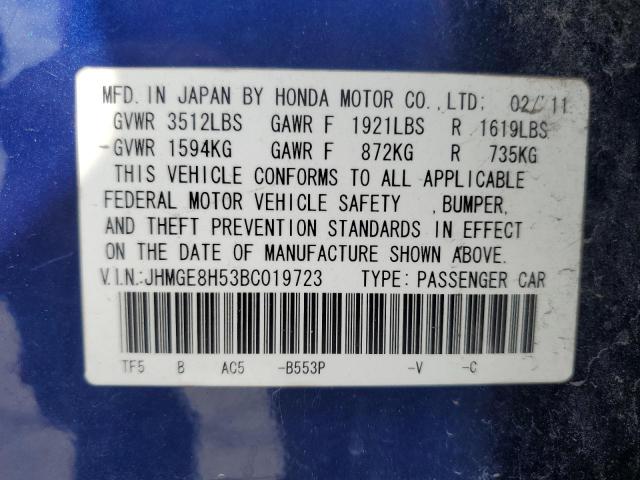 MFD. IN JAPAN BY HONDA MOTOR CO., LTD; 02/ 11
GVWR 3512LBS GAWR F 1921LBS R 1619LBS
-GVWR 1594KG GAWR F 872KG R 735KG
THIS VEHICLE CONFORMS TO ALL APPLICABLE
FEDERAL MOTOR VEHICLE SAFETY , BUMPER,
AND THEFT PREVENTION STANDARDS IN EFFECT
ON THE DATE OF MANUFACTURE SHOWN ABOVE.
V.I.N.:JHMGE8H53BC019723 TYPE: PASSENGER CAR
TF5 B AC5 -B553P -V -C